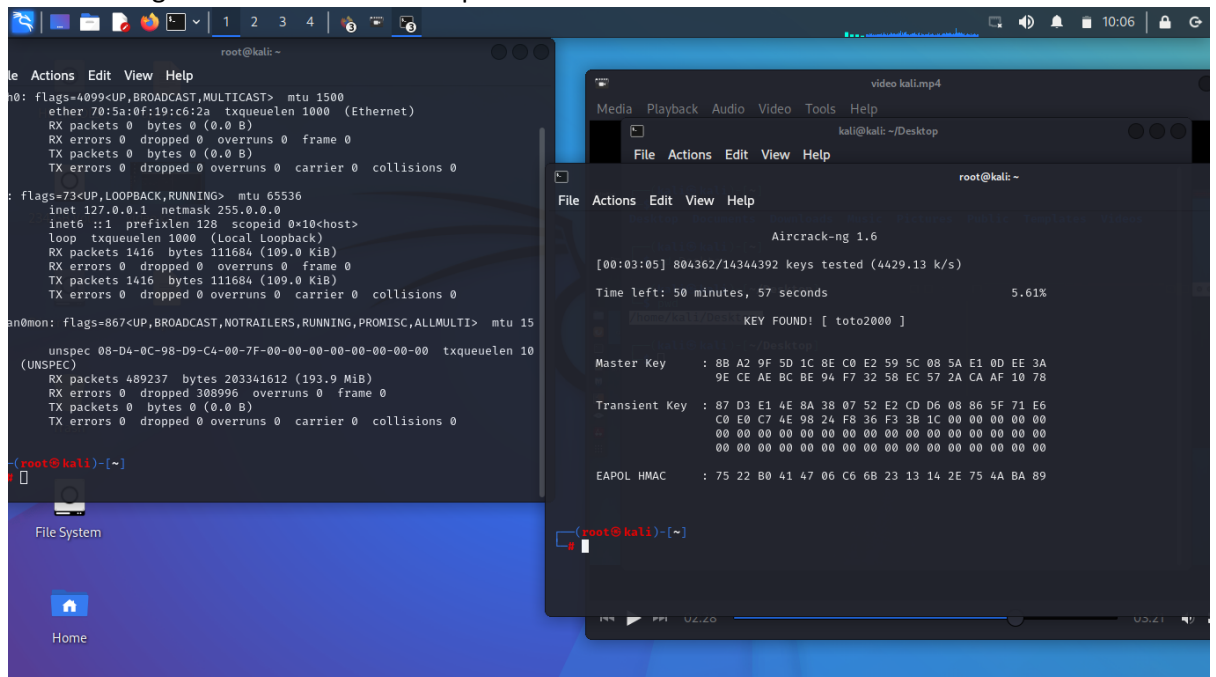 1 2 3 4
10:06
root@kali: ~
le Actions Edit View Help
h0: flags=4099<UP,BROADCAST,MULTICAST> mtu 1500
ether 70:5a:0f:19:c6:2a txqueuelen 1000 (Ethernet)
RX packets 0 bytes 0 (0.0 B)
RX errors 0 dropped 0 overruns 0 frame 0
TX packets 0 bytes 0 (0.0 B)
TX errors 0 dropped 0 overruns 0 carrier 0 collisions 0
: flags=73<UP,LOOPBACK,RUNNING> mtu 65536
inet 127.0.0.1 netmask 255.0.0.0
inet6 ::1 prefixlen 128 scopeid 0×10<host>
loop txqueuelen 1000 (Local Loopback)
RX packets 1416 bytes 111684 (109.0 KiB)
RX errors 0 dropped 0 overruns 0 frame 0
TX packets 1416 bytes 111684 (109.0 KiB)
TX errors 0 dropped 0 overruns 0 carrier 0 collisions 0
an0mon: flags=867<UP,BROADCAST,NOTRAILERS,RUNNING,PROMISC,ALLMULTI> mtu 15
unspec 08-D4-0C-98-D9-C4-00-7F-00-00-00-00-00-00-00-00 txqueuelen 10
(UNSPEC)
RX packets 489237 bytes 203341612 (193.9 MiB)
RX errors 0 dropped 308996 overruns 0 frame 0
TX packets 0 bytes 0 (0.0 B)
TX errors 0 dropped 0 overruns 0 carrier 0 collisions 0
-(root㉿kali)-[~]
#
File System
Home
video kali.mp4
Media Playback Audio Video Tools Help
kali@kali: ~/Desktop
File Actions Edit View Help
root@kali: ~
File Actions Edit View Help
Aircrack-ng 1.6
[00:03:05] 804362/14344392 keys tested (4429.13 k/s)
Time left: 50 minutes, 57 seconds 5.61%
KEY FOUND! [ toto2000 ]
Master Key : 8B A2 9F 5D 1C 8E C0 E2 59 5C 08 5A E1 0D EE 3A
9E CE AE BC BE 94 F7 32 58 EC 57 2A CA AF 10 78
Transient Key : 87 D3 E1 4E 8A 38 07 52 E2 CD D6 08 86 5F 71 E6
C0 E0 C7 4E 98 24 F8 36 F3 3B 1C 00 00 00 00 00
00 00 00 00 00 00 00 00 00 00 00 00 00 00 00 00
00 00 00 00 00 00 00 00 00 00 00 00 00 00 00 00
EAPOL HMAC : 75 22 B0 41 47 06 C6 6B 23 13 14 2E 75 4A BA 89
┌──(root㉿kali)-[~]
└─#
02:28
03:21